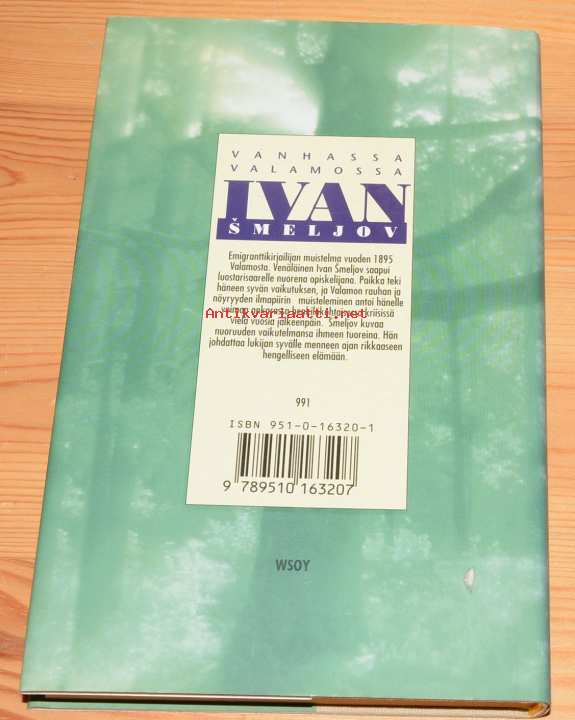 VANHASSA
VALAMOSSA
IVAN
ŠMELJOV
Emigranttikirjailijan muistelma vuoden 1895
Valamosta. Venäläinen Ivan Šmeljov saapui
luostarisaarelle nuorena opiskelijana. Paikka teki
häneen syvän vaikutuksen, ja Valamon rauhan ja
näyryyden ilmapiirin muisteleminen antoi hänelle
Antikvariaatti.net
kriisissä
vielä vuosia jälkeenpäin. Šmeljov kuvaa
nuoruuden vaikutelmansa ihmeen tuoreina. Hän
johdattaa lukijan syvälle menneen ajan rikkaaseen
hengelliseen elämään.
991
ISBN 951-0-16320-1
9 789510 163207
WSOY